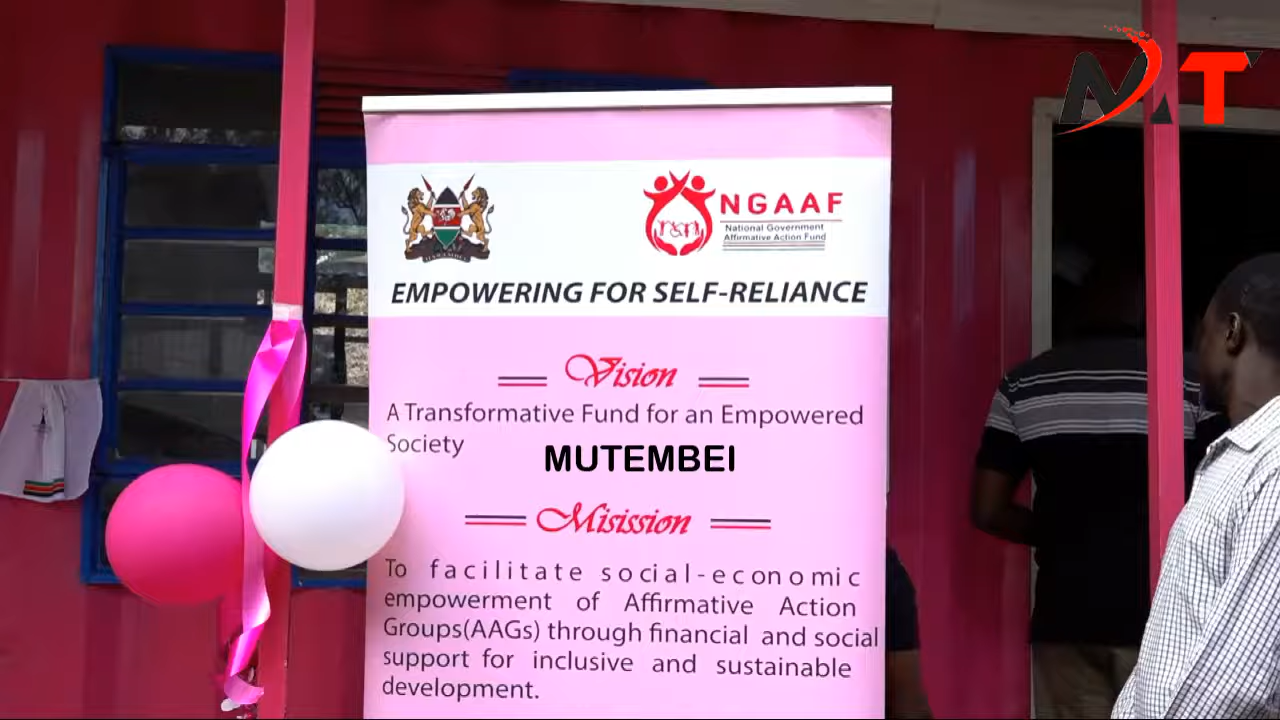 MT
NGAAF
National Government
Affirmative Action Fund
EMPOWERING FOR SELF-RELIANCE
Vision
A Transformative Fund for an Empowered
Society
MUTEMBEI
Misission
To facilitate social-economic
empowerment of Affirmative Action
Groups(AAGs) through financial and social
support for inclusive and sustainable
development.